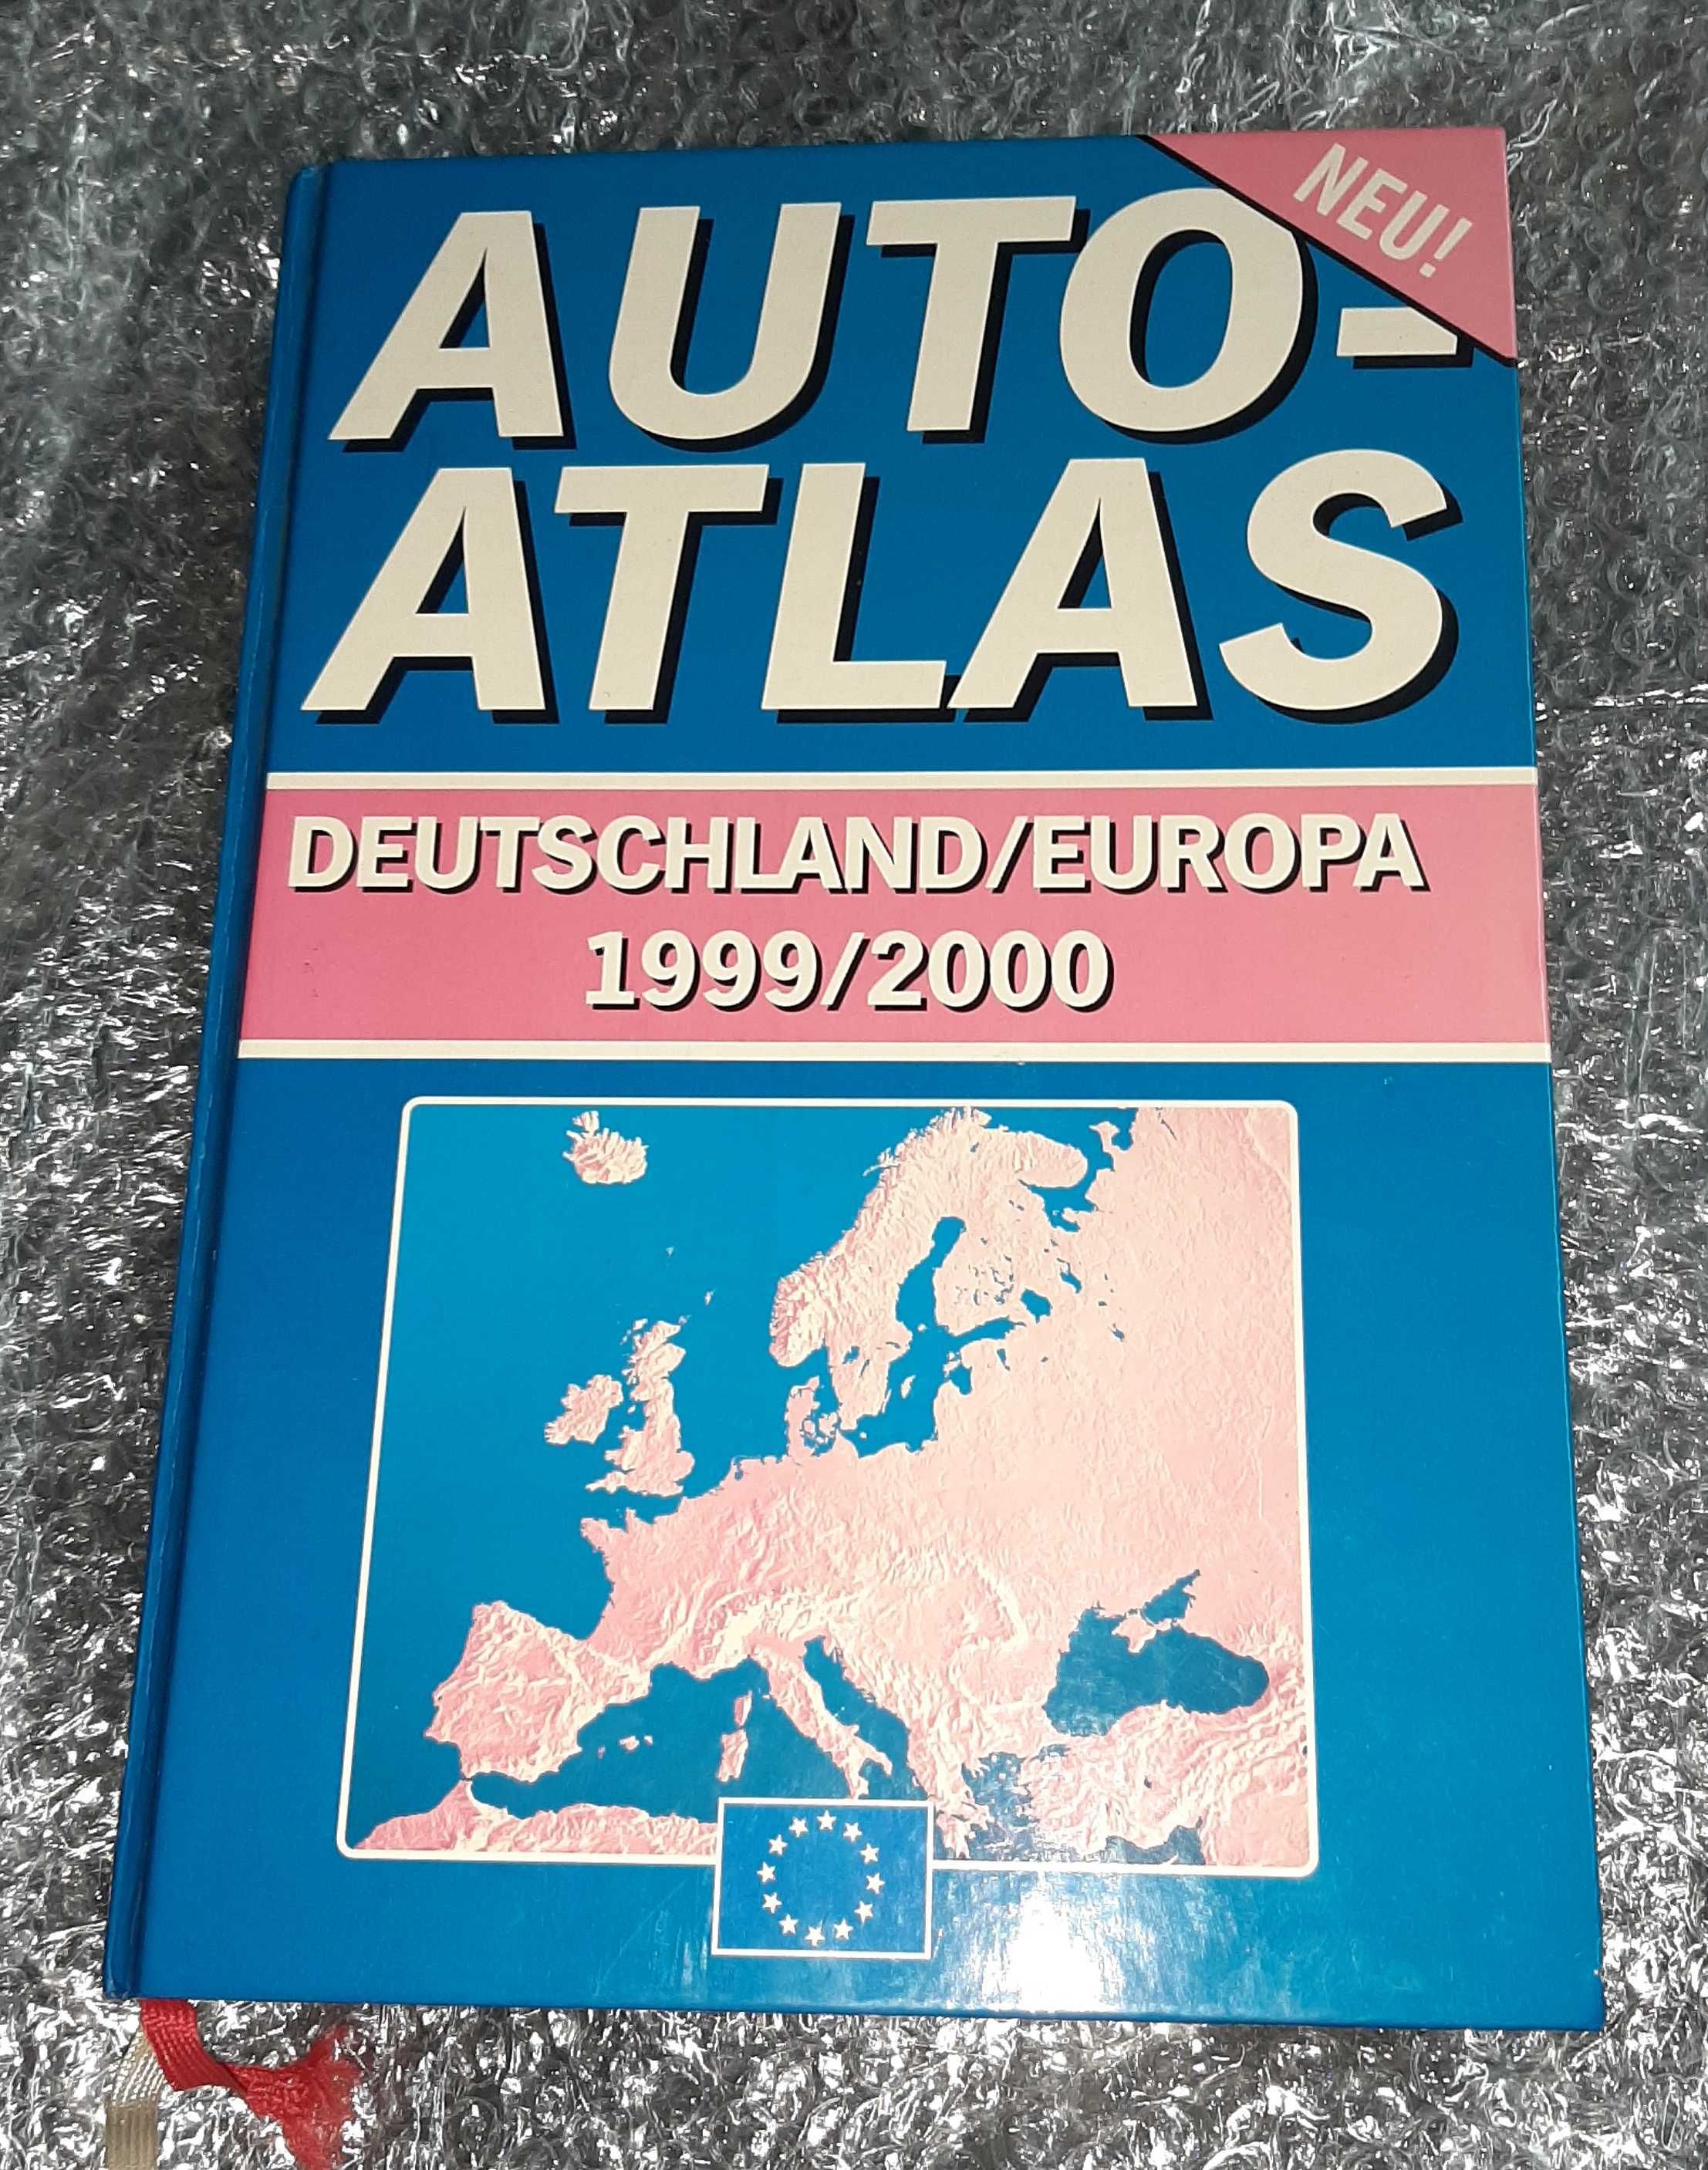 NEU!
AUTO-
ATLAS
DEUTSCHLAND/EUROPA
1999/2000